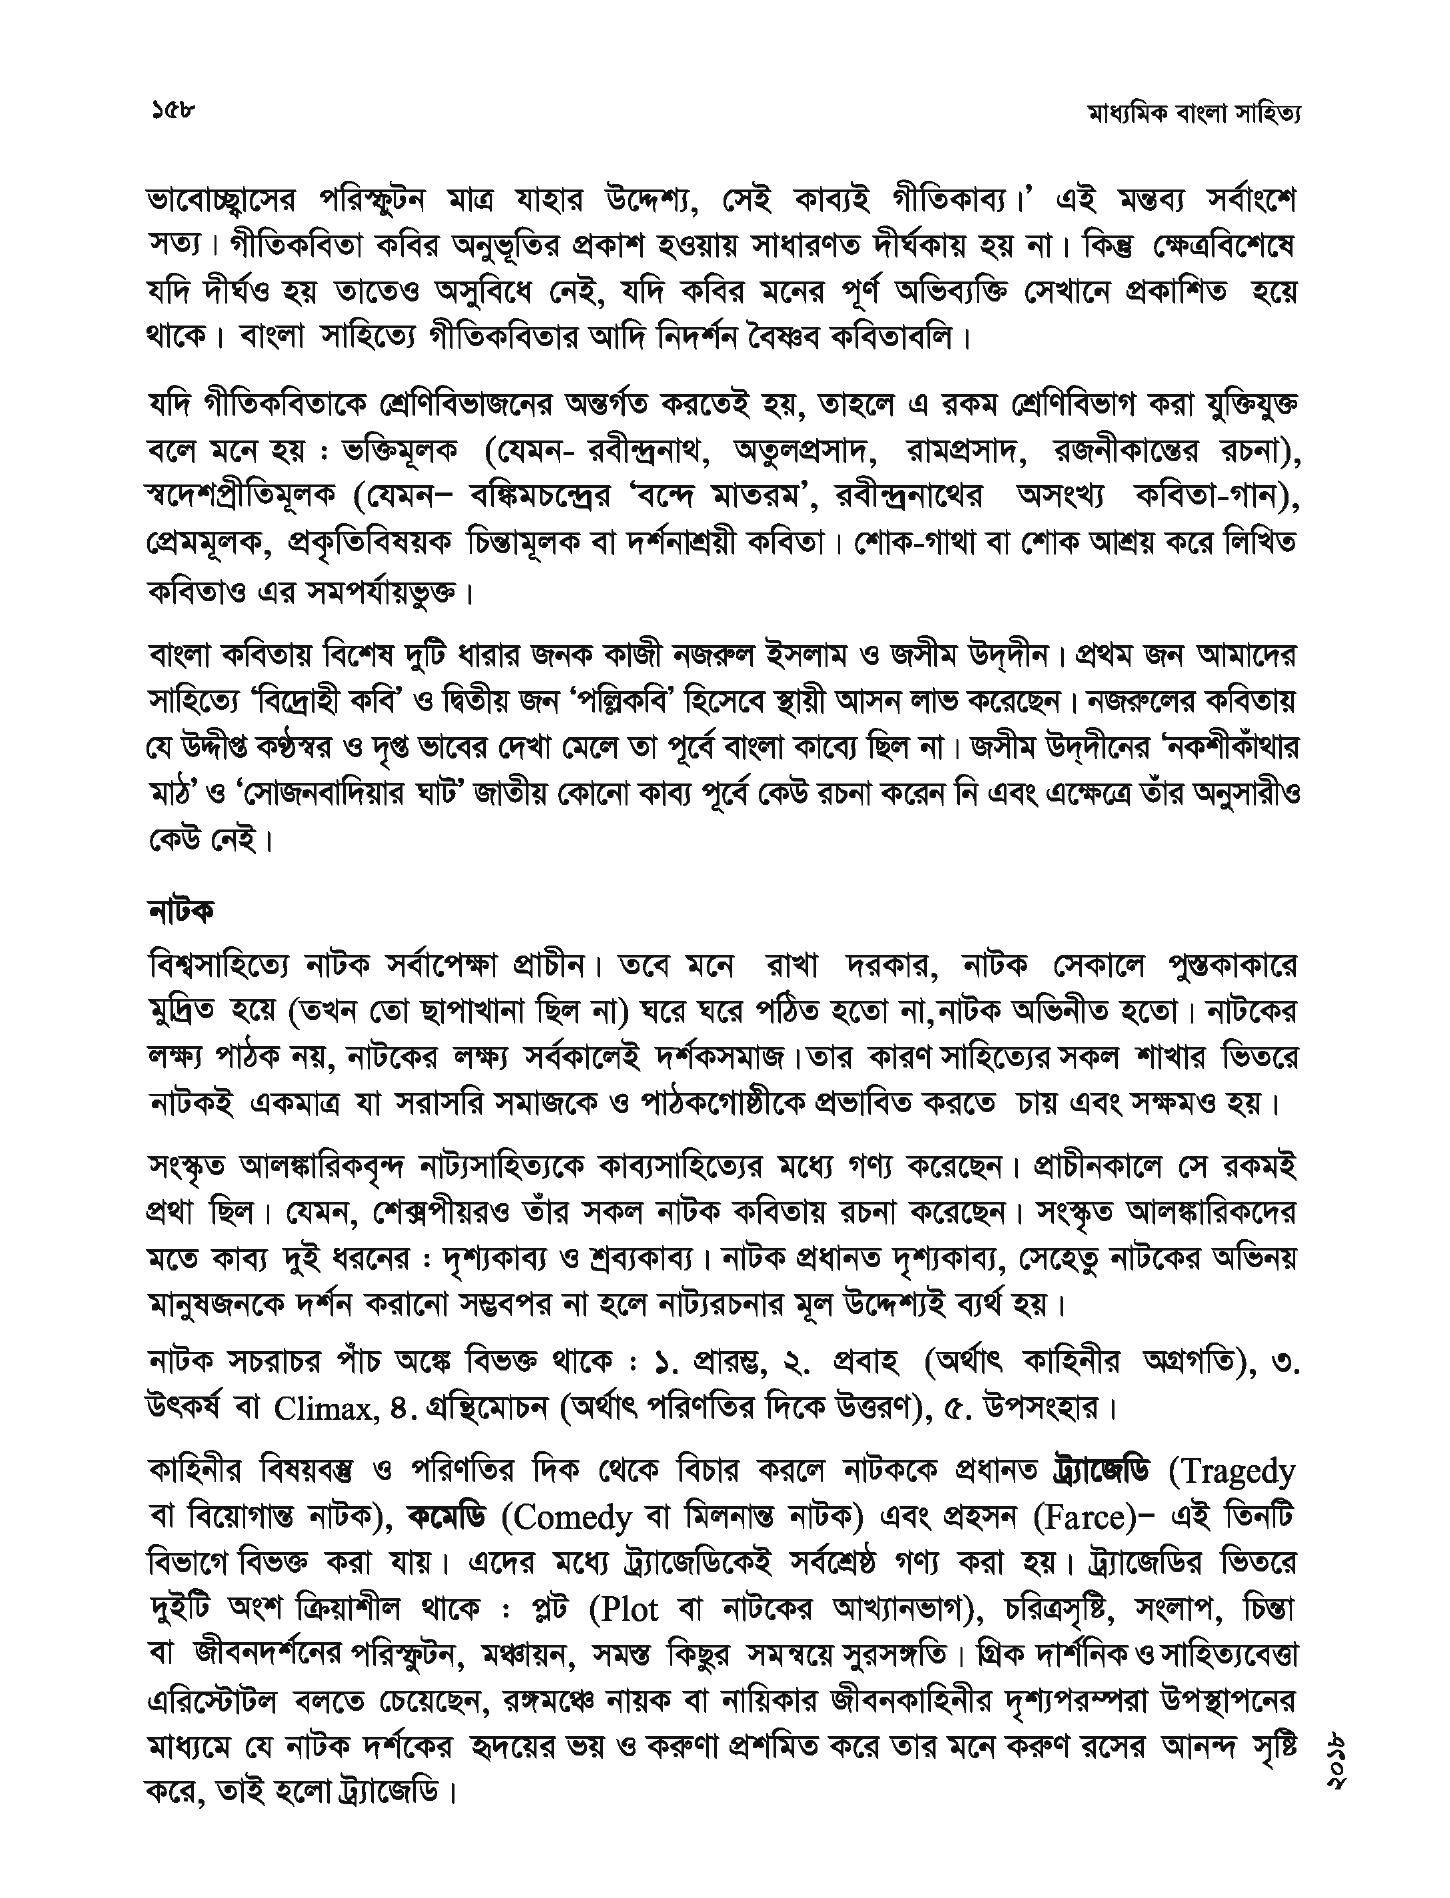 ১৫৮
মাধ্যমিক বাংলা সাহিত্য
ভাবোচ্ছ্বাসের পরিস্ফুটন মাত্র যাহার উদ্দেশ্য, সেই কাব্যই গীতিকাব্য।’ এই মন্তব্য সর্বাংশে
সত্য। গীতিকবিতা কবির অনুভূতির প্রকাশ হওয়ায় সাধারণত দীর্ঘকায় হয় না। কিন্তু ক্ষেত্রবিশেষে
যদি দীর্ঘও হয় তাতেও অসুবিধে নেই, যদি কবির মনের পূর্ণ অভিব্যক্তি সেখানে প্রকাশিত হয়ে
থাকে। বাংলা সাহিত্যে গীতিকবিতার আদি নিদর্শন বৈষ্ণব কবিতাবলি।
যদি গীতিকবিতাকে শ্রেণিবিভাজনের অন্তর্গত করতেই হয়, তাহলে এ রকম শ্রেণিবিভাগ করা যুক্তিযুক্ত
বলে মনে হয় : ভক্তিমূলক (যেমন- রবীন্দ্রনাথ, অতুলপ্রসাদ, রামপ্রসাদ, রজনীকান্তের রচনা),
স্বদেশপ্রীতিমূলক (যেমন– বঙ্কিমচন্দ্রের ‘বন্দে মাতরম’, রবীন্দ্রনাথের অসংখ্য কবিতা-গান),
প্রেমমূলক, প্রকৃতিবিষয়ক চিন্তামূলক বা দর্শনাশ্রয়ী কবিতা। শোক-গাথা বা শোক আশ্রয় করে লিখিত
কবিতাও এর সমপর্যায়ভুক্ত।
বাংলা কবিতায় বিশেষ দুটি ধারার জনক কাজী নজরুল ইসলাম ও জসীম উদ্‌দীন। প্রথম জন আমাদের
সাহিত্যে ‘বিদ্রোহী কবি’ ও দ্বিতীয় জন ‘পল্লিকবি’ হিসেবে স্থায়ী আসন লাভ করেছেন। নজরুলের কবিতায়
যে উদ্দীপ্ত কণ্ঠস্বর ও দৃপ্ত ভাবের দেখা মেলে তা পূর্বে বাংলা কাব্যে ছিল না। জসীম উদ্‌দীনের ‘নকশীকাঁথার
মাঠ’ ও ‘সোজনবাদিয়ার ঘাট’ জাতীয় কোনো কাব্য পূর্বে কেউ রচনা করেন নি এবং এক্ষেত্রে তাঁর অনুসারীও
কেউ নেই।
নাটক
বিশ্বসাহিত্যে নাটক সর্বাপেক্ষা প্রাচীন। তবে মনে রাখা দরকার, নাটক সেকালে পুস্তকাকারে
মুদ্রিত হয়ে (তখন তো ছাপাখানা ছিল না) ঘরে ঘরে পঠিত হতো না,নাটক অভিনীত হতো। নাটকের
লক্ষ্য পাঠক নয়, নাটকের লক্ষ্য সর্বকালেই দর্শকসমাজ।তার কারণ সাহিত্যের সকল শাখার ভিতরে
নাটকই একমাত্র যা সরাসরি সমাজকে ও পাঠকগোষ্ঠীকে প্রভাবিত করতে চায় এবং সক্ষমও হয়।
সংস্কৃত আলঙ্কারিকবৃন্দ নাট্যসাহিত্যকে কাব্যসাহিত্যের মধ্যে গণ্য করেছেন। প্রাচীনকালে সে রকমই
প্রথা ছিল। যেমন, শেক্সপীয়রও তাঁর সকল নাটক কবিতায় রচনা করেছেন। সংস্কৃত আলঙ্কারিকদের
মতে কাব্য দুই ধরনের : দৃশ্যকাব্য ও শ্রব্যকাব্য। নাটক প্রধানত দৃশ্যকাব্য, সেহেতু নাটকের অভিনয়
মানুষজনকে দর্শন করানো সম্ভবপর না হলে নাট্যরচনার মূল উদ্দেশ্যই ব্যর্থ হয়।
নাটক সচরাচর পাঁচ অঙ্কে বিভক্ত থাকে : ১. প্রারম্ভ, ২. প্রবাহ (অর্থাৎ কাহিনীর অগ্রগতি), ৩.
উৎকর্ষ বা Climax, ৪. গ্রন্থিমোচন (অর্থাৎ পরিণতির দিকে উত্তরণ), ৫. উপসংহার।
কাহিনীর বিষয়বস্তু ও পরিণতির দিক থেকে বিচার করলে নাটককে প্রধানত ট্র্যাজেডি (Tragedy
বা বিয়োগান্ত নাটক), কমেডি (Comedy বা মিলনান্ত নাটক) এবং প্রহসন (Farce)– এই তিনটি
বিভাগে বিভক্ত করা যায়। এদের মধ্যে ট্র্যাজেডিকেই সর্বশ্রেষ্ঠ গণ্য করা হয়। ট্র্যাজেডির ভিতরে
দুইটি অংশ ক্রিয়াশীল থাকে : প্লট (Plot বা নাটকের আখ্যানভাগ), চরিত্রসৃষ্টি, সংলাপ, চিন্তা
বা জীবনদর্শনের পরিস্ফুটন, মঞ্চায়ন, সমস্ত কিছুর সমন্বয়ে সুরসঙ্গতি। গ্রিক দার্শনিক ও সাহিত্যবেত্তা
এরিস্টোটল বলতে চেয়েছেন, রঙ্গমঞ্চে নায়ক বা নায়িকার জীবনকাহিনীর দৃশ্যপরম্পরা উপস্থাপনের
মাধ্যমে যে নাটক দর্শকের হৃদয়ের ভয় ও করুণা প্রশমিত করে তার মনে করুণ রসের আনন্দ সৃষ্টি
করে, তাই হলো ট্র্যাজেডি।
২০১৮